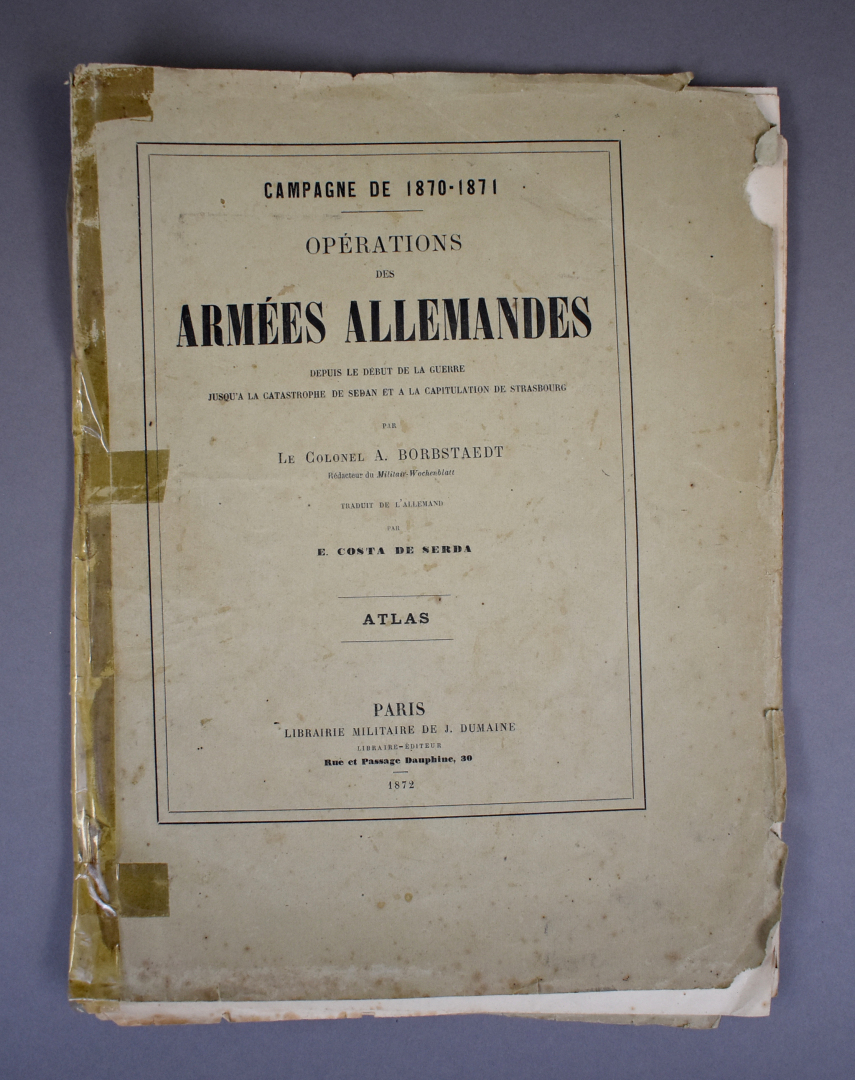 CAMPAGNE DE 1870-1871
OPÉRATIONS
DES
ARMÉES ALLEMANDES
DEPUIS LE DÉBUT DE LA GUERRE
JUSQU'A LA CATASTROPHE DE SEDAN ET A LA CAPITULATION DE STRASBOURG
PAR
LE COLONEL A. BORBSTAEDT
Rédacteur du Militair-Wochenblatt
TRADUIT DE L'ALLEMAND
PAR
E. COSTA DE SERDA
ATLAS
PARIS
LIBRAIRIE MILITAIRE DE J. DUMAINE
LIBRAIRE-ÉDITEUR
Rue et Passage Dauphine, 30
1872